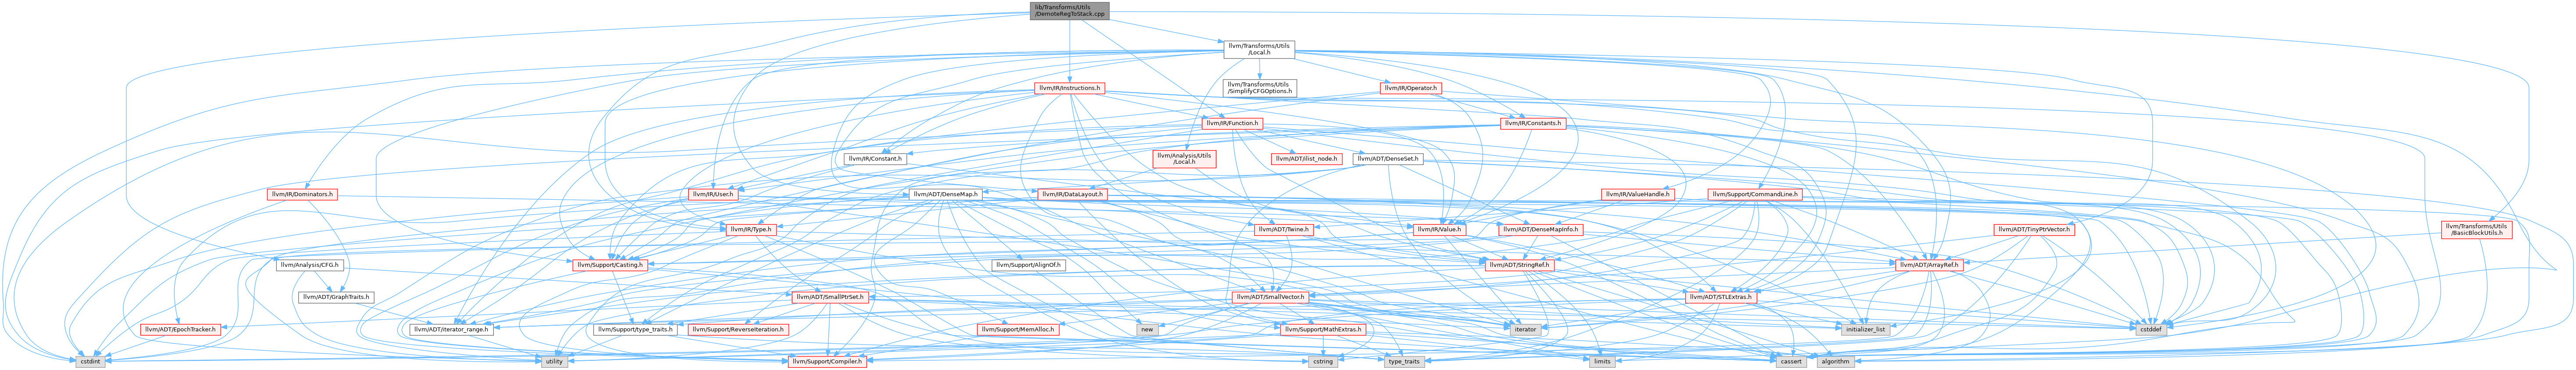 lib/Transforms/Utils
/DemoteRegToStack.cpp
llvm/Transforms/Utils
/Local.h
llvm/IR/Instructions.h
llvm/Transforms/Utils
/SimplifyCFGOptions.h
llvm/IR/Operator.h
llvm/IR/Function.h
llvm/IR/Constants.h
llvm/IR/Constant.h
llvm/Analysis/Utils
/Local.h
llvm/ADT/ilist_node.h
llvm/ADT/DenseSet.h
llvm/IR/Dominators.h
llvm/IR/User.h
llvm/ADT/DenseMap.h
llvm/IR/DataLayout.h
llvm/IR/ValueHandle.h
llvm/Support/CommandLine.h
llvm/IR/Type.h
llvm/ADT/Twine.h
llvm/IR/Value.h
llvm/ADT/DenseMapInfo.h
llvm/ADT/TinyPtrVector.h
llvm/Transforms/Utils
/BasicBlockUtils.h
llvm/Analysis/CFG.h
llvm/Support/Casting.h
llvm/Support/AlignOf.h
llvm/ADT/StringRef.h
llvm/ADT/ArrayRef.h
llvm/ADT/GraphTraits.h
llvm/ADT/SmallPtrSet.h
llvm/ADT/SmallVector.h
llvm/ADT/STLExtras.h
llvm/ADT/EpochTracker.h
llvm/ADT/iterator_range.h
llvm/Support/type_traits.h
llvm/Support/ReverseIteration.h
llvm/Support/MemAlloc.h
new
llvm/Support/MathExtras.h
iterator
initializer_list
cstddef
cstdint
utility
llvm/Support/Compiler.h
cstring
type_traits
limits
cassert
algorithm